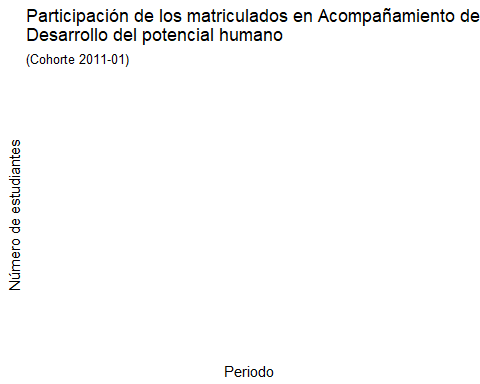 Participación de los matriculados en Acompañamiento de
Desarrollo del potencial humano
(Cohorte 2011-01)
Número de estudiantes
Periodo